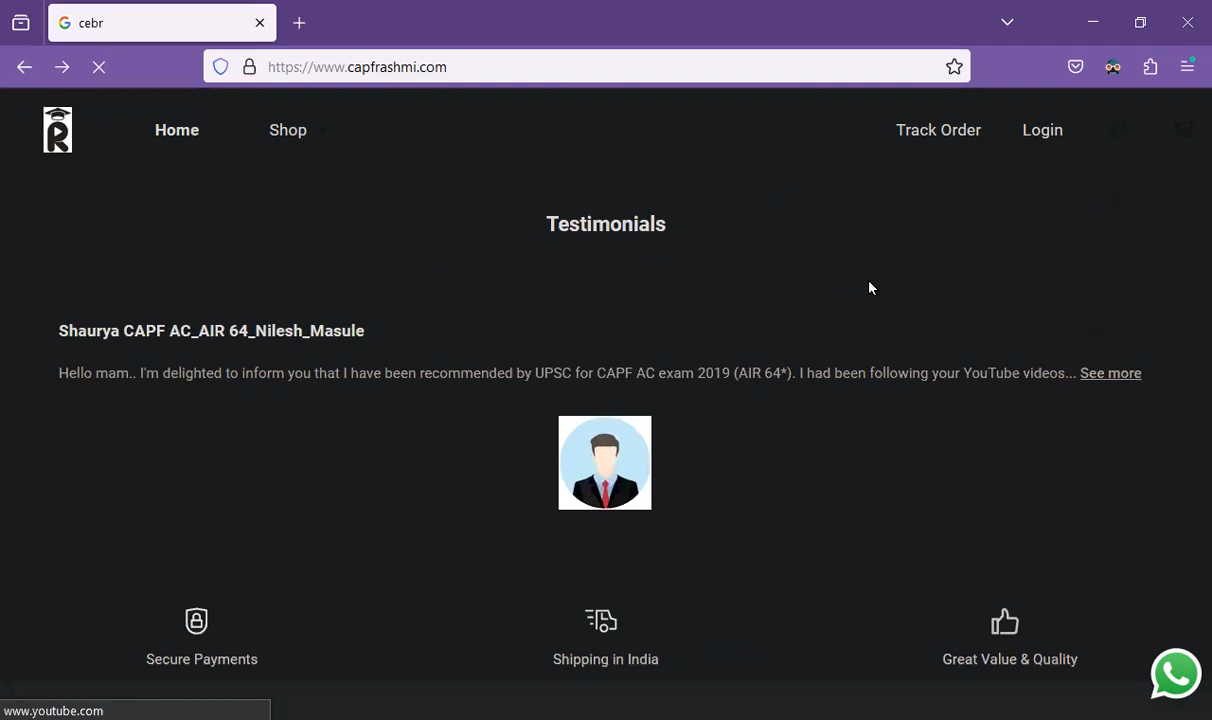 cebr
https://www.capfrashmi.com
R
Home
Shop
Track Order
Login
Testimonials
Shaurya CAPF AC_AIR 64_Nilesh_Masule
Hello mam.. I'm delighted to inform you that I have been recommended by UPSC for CAPF AC exam 2019 (AIR 64*). I had been following your YouTube videos... See more
Secure Payments
Shipping in India
Great Value & Quality
www.youtube.com